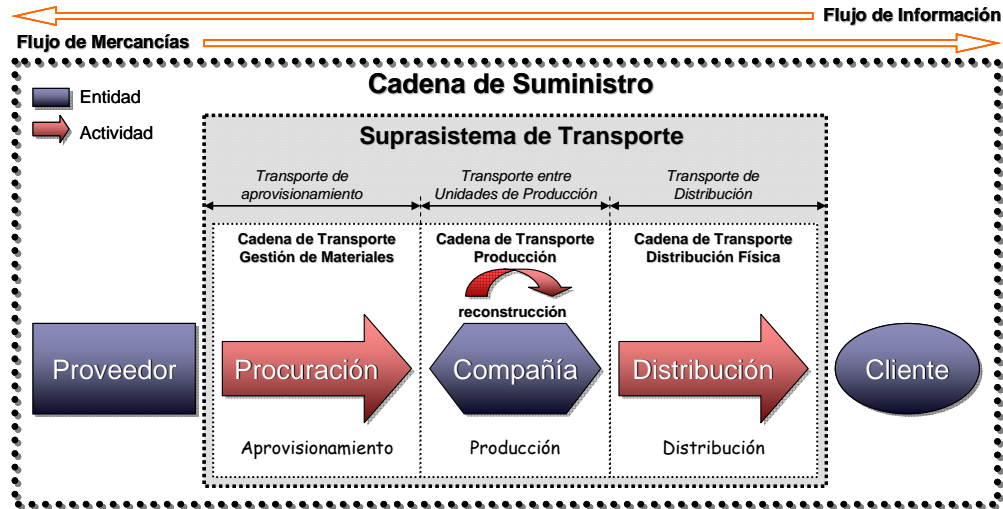 Flujo de Información
Flujo de Mercancías
Cadena de Suministro
Entidad
Actividad
Suprasistema de Transporte
Transporte de
aprovisionamiento
Transporte entre
Unidades de Producción
Transporte de
Distribución
Cadena de Transporte
Gestión de Materiales
Cadena de Transporte
Producción
Cadena de Transporte
Distribución Física
reconstrucción
Proveedor
Procuración
Compañía
Distribución
Cliente
Aprovisionamiento
Producción
Distribución